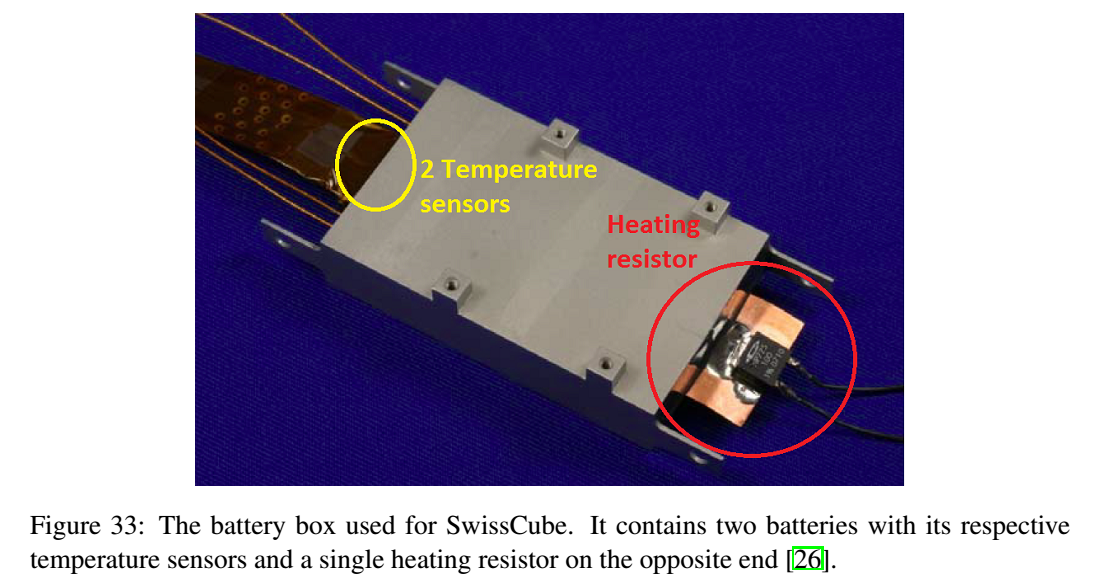 2 Temperature
sensors
Heating
resistor
Figure 33: The battery box used for SwissCube. It contains two batteries with its respective
temperature sensors and a single heating resistor on the opposite end [26].